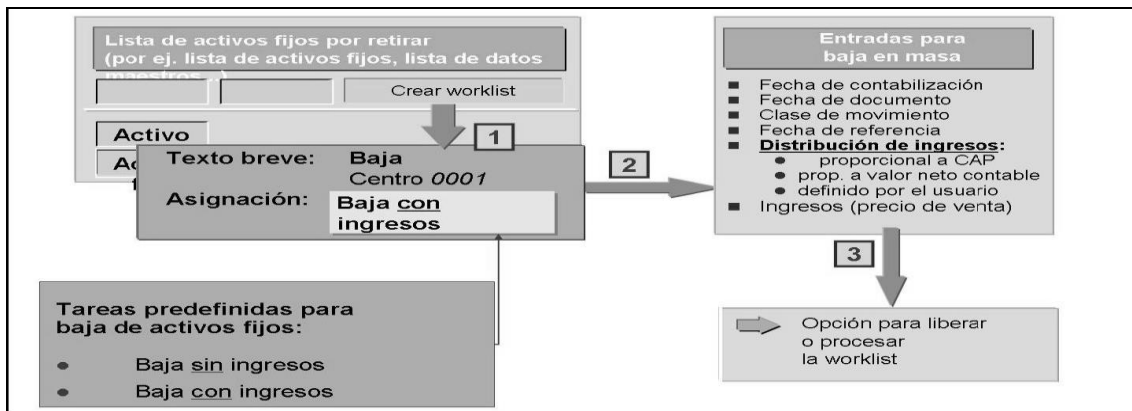 Lista de activos fijos por retirar
(por ej. lista de activos fijos, lista de datos
maestros...)
Crear worklist
Activo
1
Texto breve: Baja
Centro 0001
Asignación: Baja con
ingresos
2
Entradas para
baja en masa
Fecha de contabilización
Fecha de documento
Clase de movimiento
Fecha de referencia
Distribución de ingresos:
proporcional a CAP
prop. a valor neto contable
definido por el usuario
Ingresos (precio de venta)
3
Tareas predefinidas para
baja de activos fijos:
Baja sin ingresos
Baja con ingresos
Opción para liberar
o procesar
la worklist